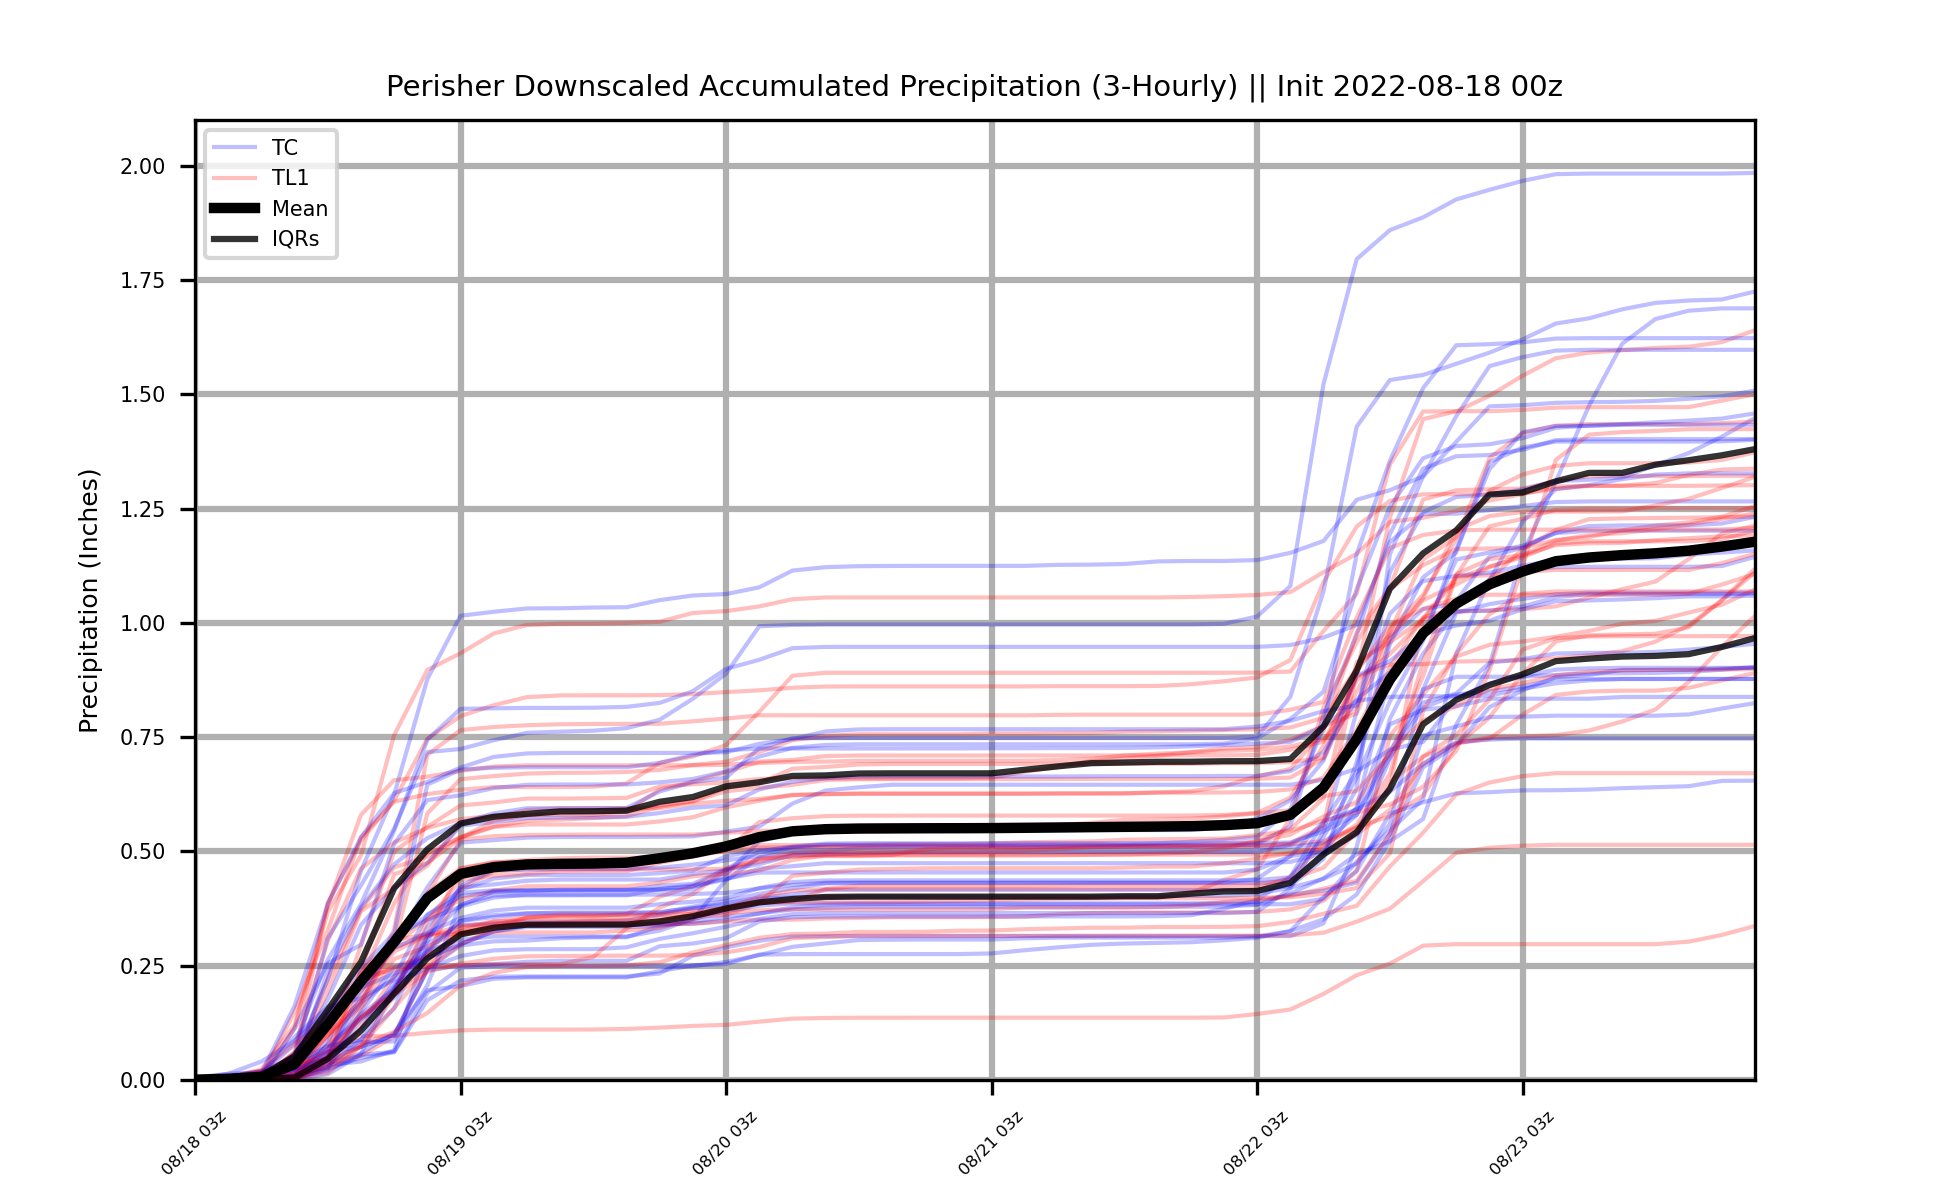 Perisher Downscaled Accumulated Precipitation (3-Hourly) || Init 2022-08-18 00z
TC
TL1
Mean
IQRs
Precipitation (Inches)
2.00
1.75
1.50
1.25
1.00
0.75
0.50
0.25
0.00
08/18 03z
08/19 03z
08/20 03z
08/21 03z
08/22 03z
08/23 03z